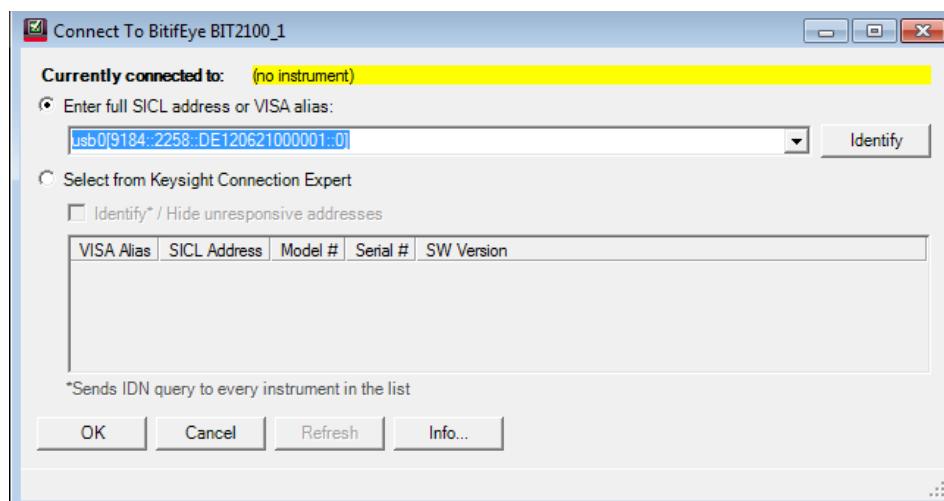 Connect To BitifEye BIT2100_1
Currently connected to: (no instrument)
Enter full SICL address or VISA alias:
usb0[9184::2258::DE120621000001::0]
Identify
Select from Keysight Connection Expert
Identify* / Hide unresponsive addresses
VISA Alias SICL Address Model # Serial # SW Version
*Sends IDN query to every instrument in the list
OK Cancel Refresh Info...